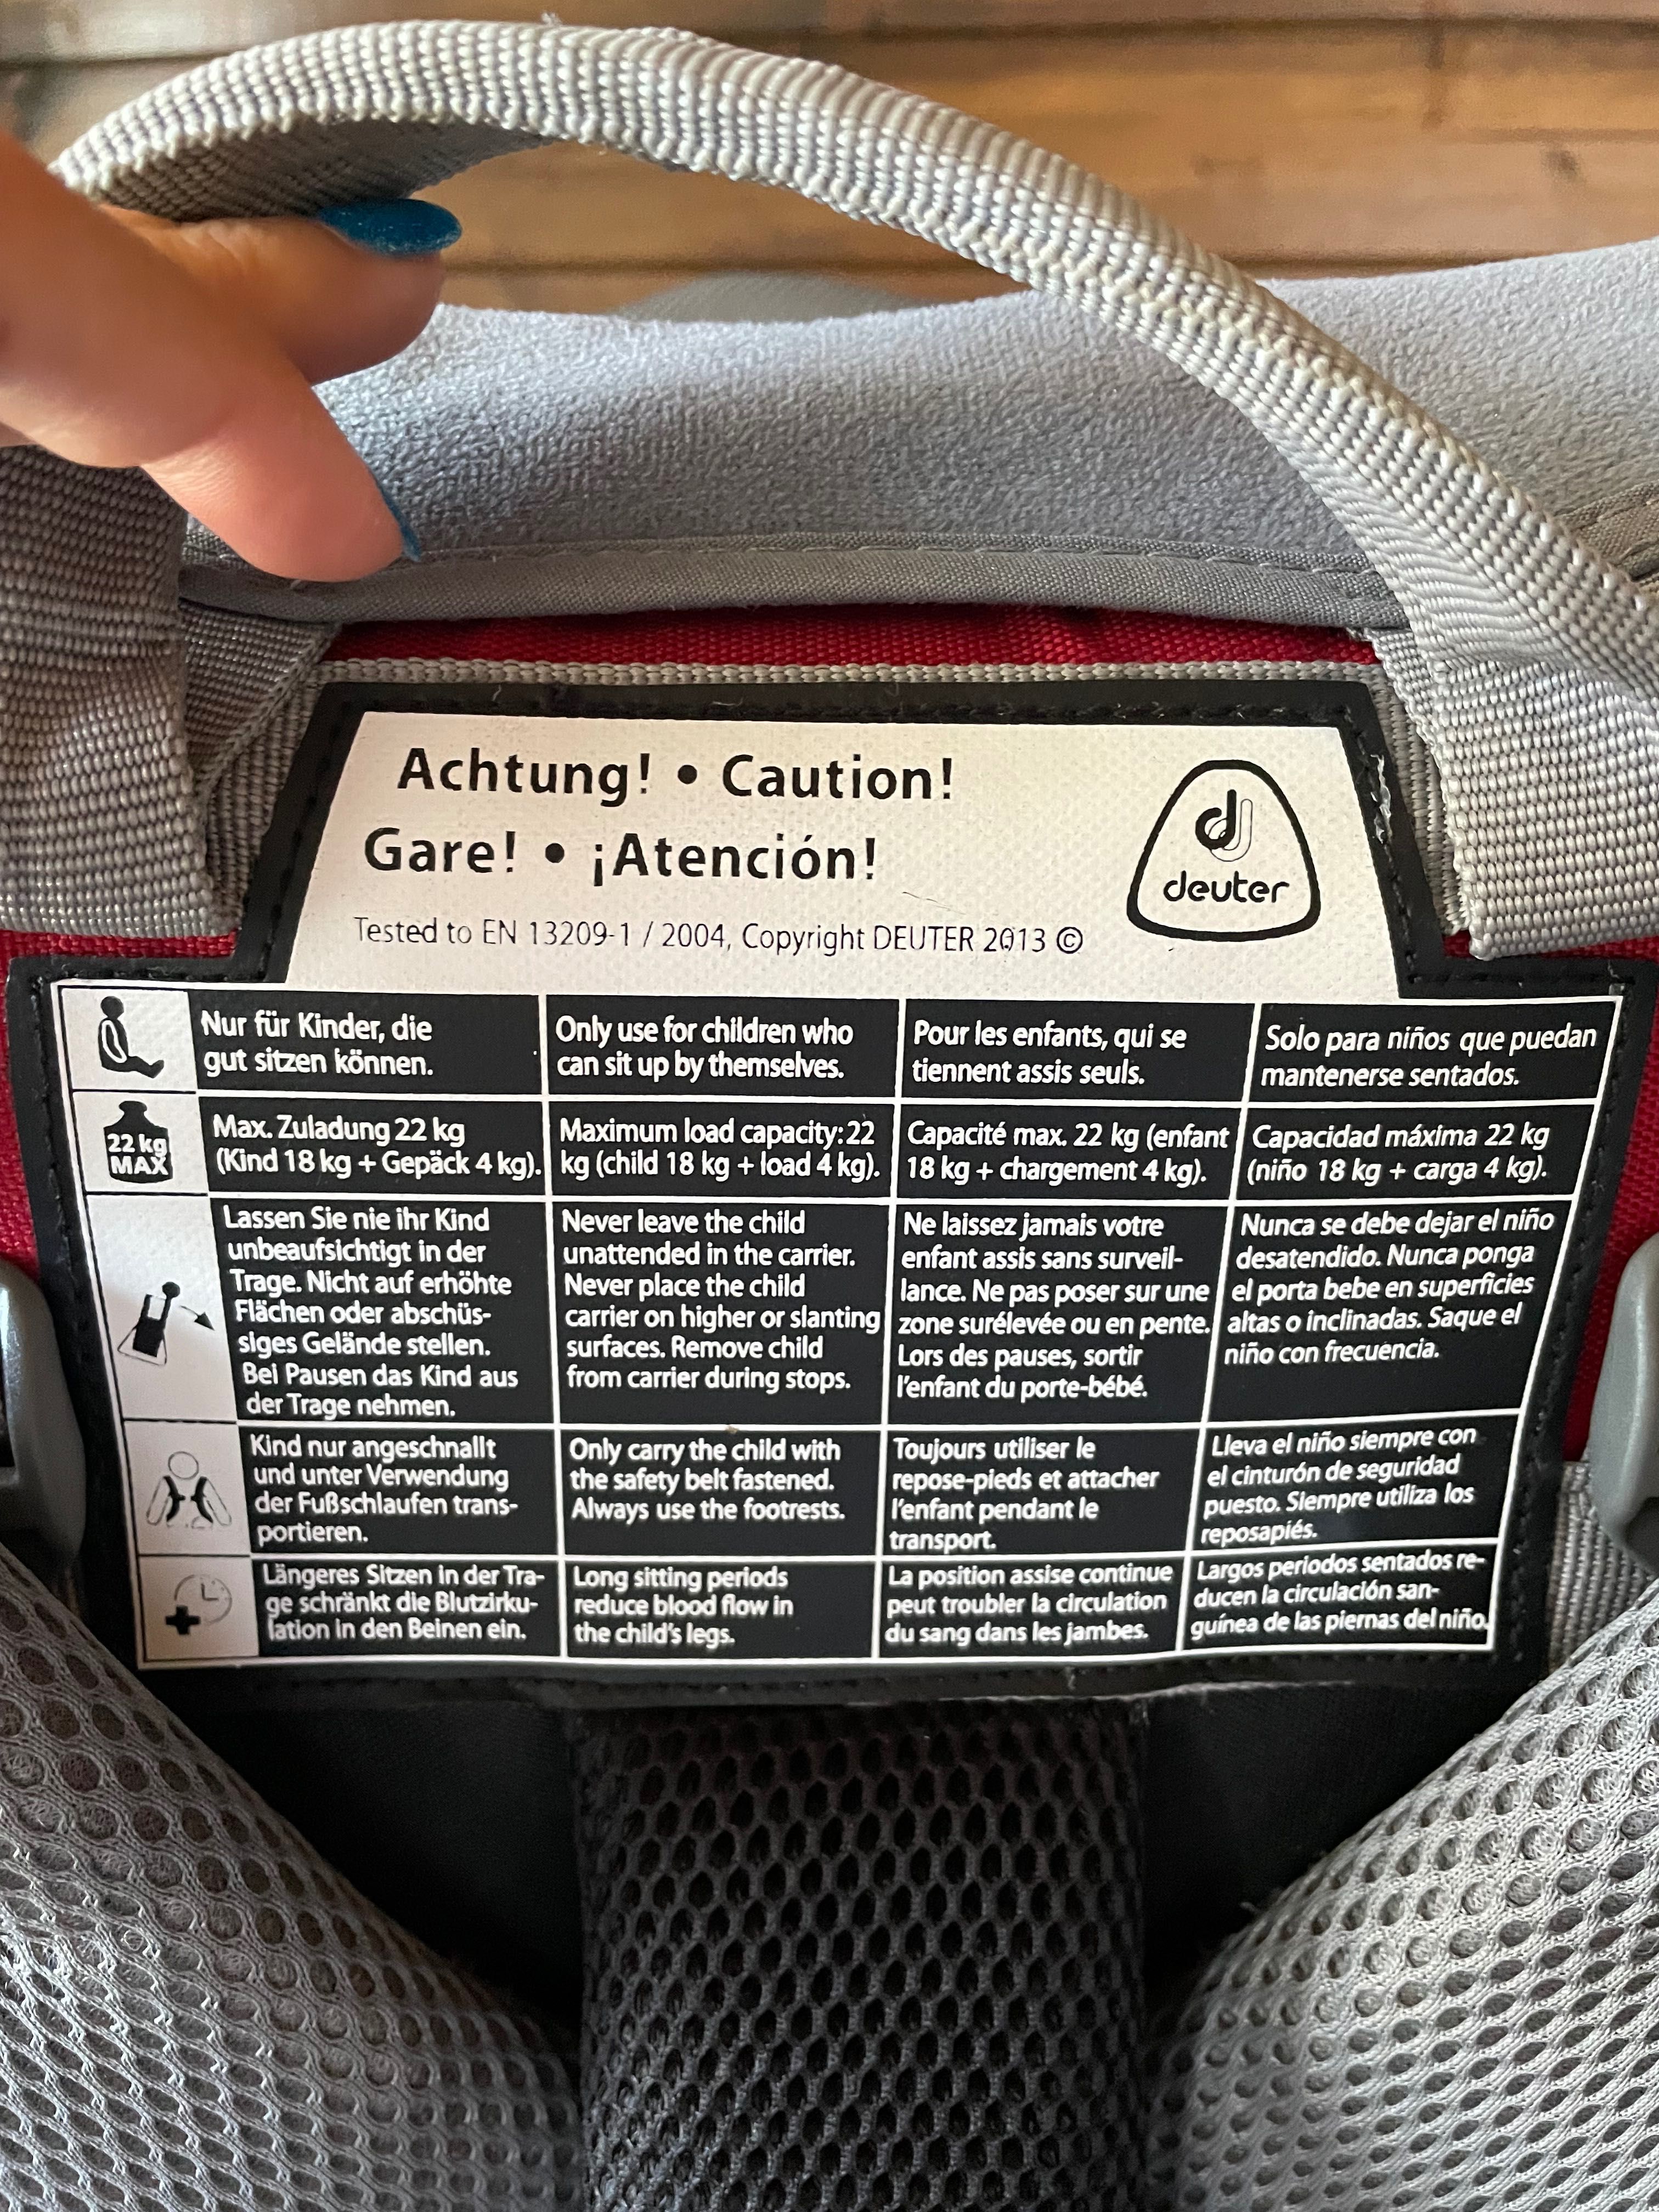 Achtung! • Caution!
Gare! • ¡Atención!
deuter
Tested to EN 13209-1 / 2004, Copyright DEUTER 2013 ©
Nur für Kinder, die
gut sitzen können.
Only use for children who
can sit up by themselves.
Pour les enfants, qui se
tiennent assis seuls.
Solo para niños que puedan
mantenerse sentados.
22 kg
MAX
Max. Zuladung 22 kg
(Kind 18 kg + Gepäck 4 kg).
Maximum load capacity: 22
kg (child 18 kg + load 4 kg).
Capacité max. 22 kg (enfant
18 kg + chargement 4 kg).
Capacidad máxima 22 kg
(niño 18 kg + carga 4 kg).
Lassen Sie nie ihr Kind
unbeaufsichtigt in der
Trage. Nicht auf erhöhte
Flächen oder abschüs-
siges Gelände stellen.
Bei Pausen das Kind aus
der Trage nehmen.
Never leave the child
unattended in the carrier.
Never place the child
carrier on higher or slanting
surfaces. Remove child
from carrier during stops.
Ne laissez jamais votre
enfant assis sans surveil-
lance. Ne pas poser sur une
zone surélevée ou en pente.
Lors des pauses, sortir
l'enfant du porte-bébé.
Nunca se debe dejar el niño
desatendido. Nunca ponga
el porta bebe en superficies
altas o inclinadas. Saque el
niño con frecuencia.
Kind nur angeschnallt
und unter Verwendung
der Fußschlaufen trans-
portieren.
Only carry the child with
the safety belt fastened.
Always use the footrests.
Toujours utiliser le
repose-pieds et attacher
l'enfant pendant le
transport.
Lleva el niño siempre con
el cinturón de seguridad
puesto. Siempre utiliza los
reposapiés.
Längeres Sitzen in der Tra-
ge schränkt die Blutzirku-
lation in den Beinen ein.
Long sitting periods
reduce blood flow in
the child's legs.
La position assise continue
peut troubler la circulation
du sang dans les jambes.
Largos periodos sentados re-
ducen la circulación san-
guínea de las piernas del niño.